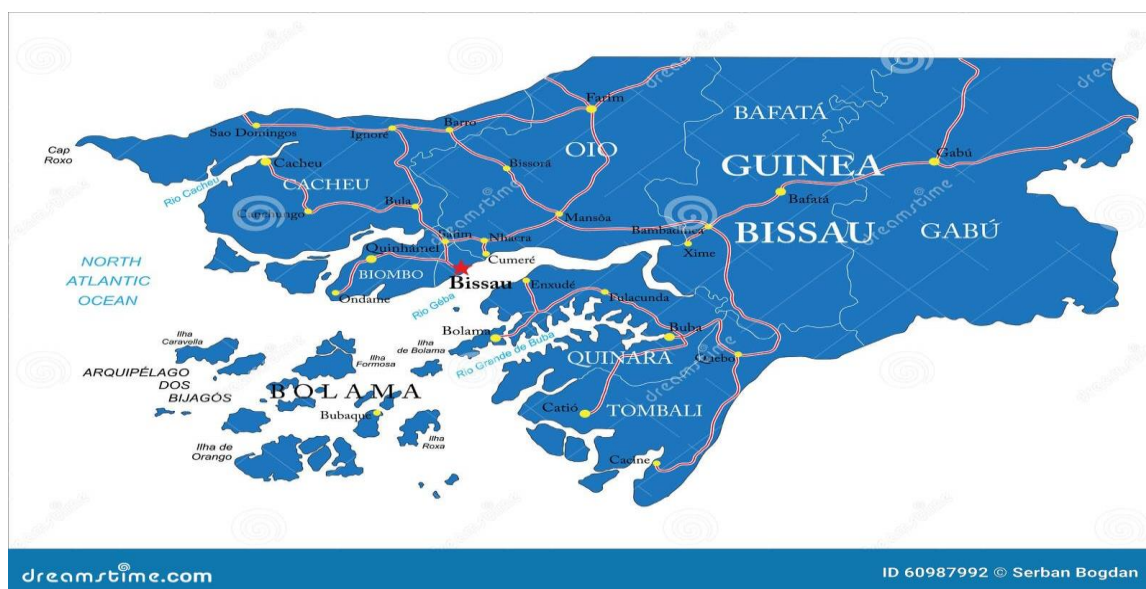 Cap
Roxo
Sao Domingos
Ignoré
Barro
Farim
BAFATÁ
OIO
Bissorã
GUINEA
Gabú
Rio Cacheu
Cacheu
CACHEU
Bula
Mansôa
Bambadinca
Bafatá
BISSAU
GABÚ
Xime
Safim
Nhacra
Cumeré
Quinhámel
BIOMBO
Bissau
Ondame
NORTH
ATLANTIC
OCEAN
Rio Gêba
Enxudé
Fulacunda
Bolama
Buba
Rio Grande de Buba
QUINARA
Quebo
Ilha
Caravella
Ilha
Formosa
Ilha
de Bolama
ARQUIPÉLAGO
DOS
BIJAGÓS
BOLAMA
Bubaque
Catió
TOMBALI
Ilha de
Orango
Ilha
Roxa
Cacine
dreamstime
dreamstime.com
ID 60987992 © Serban Bogdan